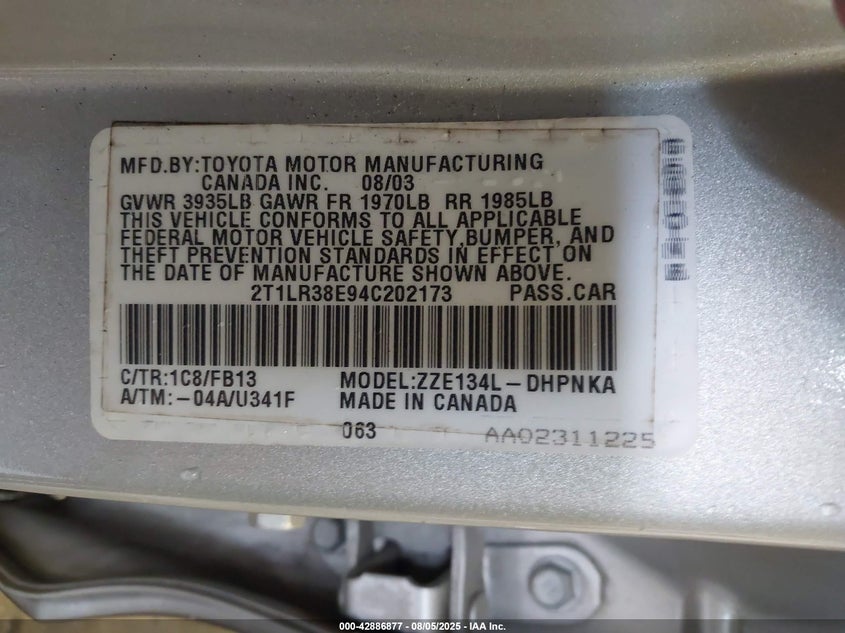 MFD.BY:TOYOTA MOTOR MANUFACTURING
CANADA INC. 08/03
GVWR 3935LB GAWR FR 1970LB RR 1985LB
THIS VEHICLE CONFORMS TO ALL APPLICABLE
FEDERAL MOTOR VEHICLE SAFETY,BUMPER, AND
THEFT PREVENTION STANDARDS IN EFFECT ON
THE DATE OF MANUFACTURE SHOWN ABOVE.
2T1LR38E94C202173 PASS.CAR
C/TR:1C8/FB13 MODEL:ZZE134L-DHPNKA
A/TM:-04A/U341F MADE IN CANADA
063 AA02311225
000-42886877 - 08/05/2025 - IAA Inc.